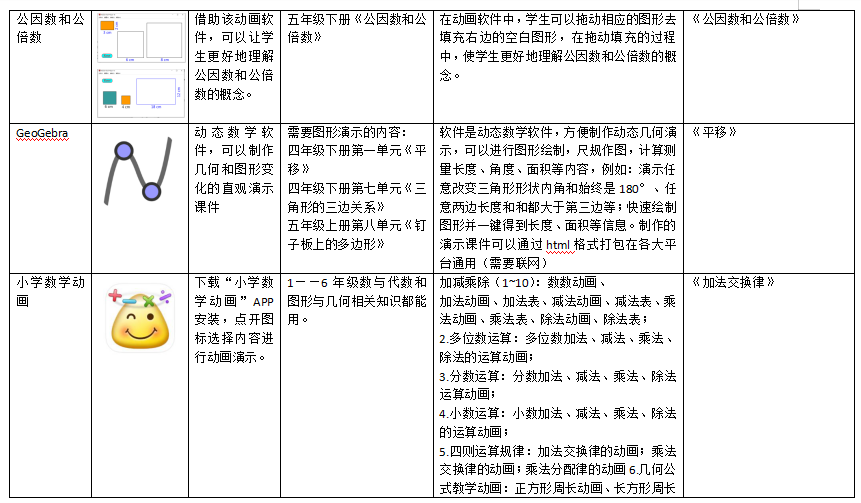 公因数和公倍数
借助该动画软
件，可以让学
生更好地理解
公因数和公倍
数的概念。
五年级下册《公因数和公
倍数》
在动画软件中，学生可以拖动相应的图形去
填充右边的空白图形，在拖动填充的过程
中，使学生更好地理解公因数和公倍数的概
念。
《公因数和公倍数》
GeoGebra
动态数学软
件，可以制作
几何和图形变
化的直观演示
课件
需要图形演示的内容：
四年级下册第一单元《平
移》
四年级下册第七单元《三
角形的三边关系》
五年级上册第八单元《钉
子板上的多边形》
软件是动态数学软件，方便制作动态几何演
示，可以进行图形绘制，尺规作图，计算测
量长度、角度、面积等内容，例如：演示任
意改变三角形形状内角和始终是180°、任
意两边长度和和都大于第三边等；快速绘制
图形并一键得到长度、面积等信息。制作的
演示课件可以通过 html 格式打包在各大平
台通用（需要联网）
《平移》
小学数学动
画
下载“小学数
学动画”APP
安装，点开图
标选择内容进
行动画演示。
1－－6 年级数与代数和
图形与几何相关知识都能
用。
加减乘除（1~10）：数数动画、
加法动画、加法表、减法动画、减法表、乘
法动画、乘法表、除法动画、除法表；
2.多位数运算：多位数加法、减法、乘法、
除法的运算动画；
3.分数运算：分数加法、减法、乘法、除法
运算动画；
4.小数运算：小数加法、减法、乘法、除法
的运算动画；
5.四则运算规律：加法交换律的动画；乘法
交换律的动画；乘法分配律的动画 6.几何公
式教学动画：正方形周长动画、长方形周长
《加法交换律》